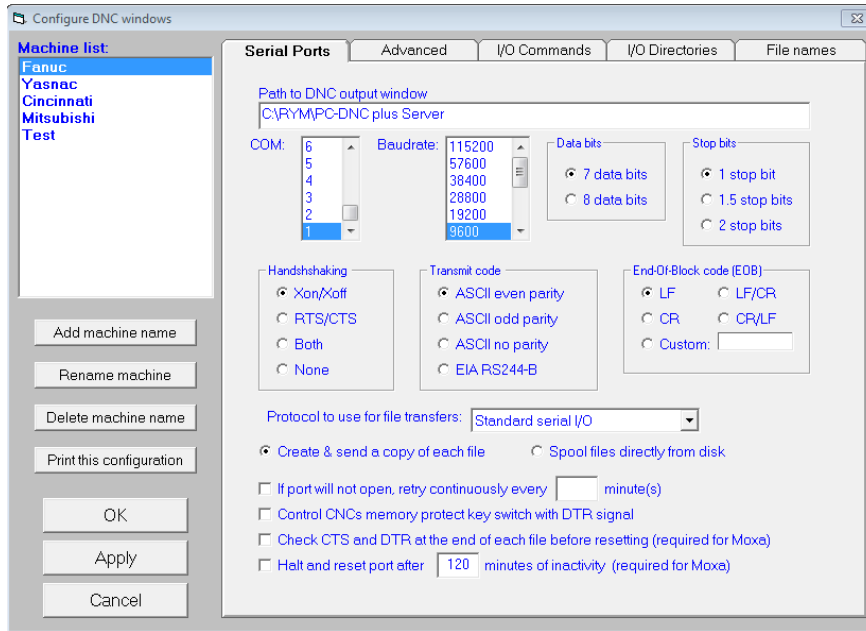 Configure DNC windows
Machine list:
Fanuc
Yasnac
Cincinnati
Mitsubishi
Test
Add machine name
Rename machine
Delete machine name
Print this configuration
OK
Apply
Cancel
Serial Ports Advanced I/O Commands I/O Directories File names
Path to DNC output window
C:\RYM\PC-DNC plus Server
COM:
6
5
4
3
2
1
Baudrate:
115200
57600
38400
28800
19200
9600
Data bits
7 data bits
8 data bits
Stop bits
1 stop bit
1.5 stop bits
2 stop bits
Handshshaking
Xon/Xoff
RTS/CTS
Both
None
Transmit code
ASCII even parity
ASCII odd parity
ASCII no parity
EIA RS244-B
End-Of-Block code (EOB)
LF LF/CR
CR CR/LF
Custom:
Protocol to use for file transfers: Standard serial I/O
Create & send a copy of each file Spool files directly from disk
If port will not open, retry continuously every minute(s)
Control CNCs memory protect key switch with DTR signal
Check CTS and DTR at the end of each file before resetting (required for Moxa)
Halt and reset port after 120 minutes of inactivity (required for Moxa)